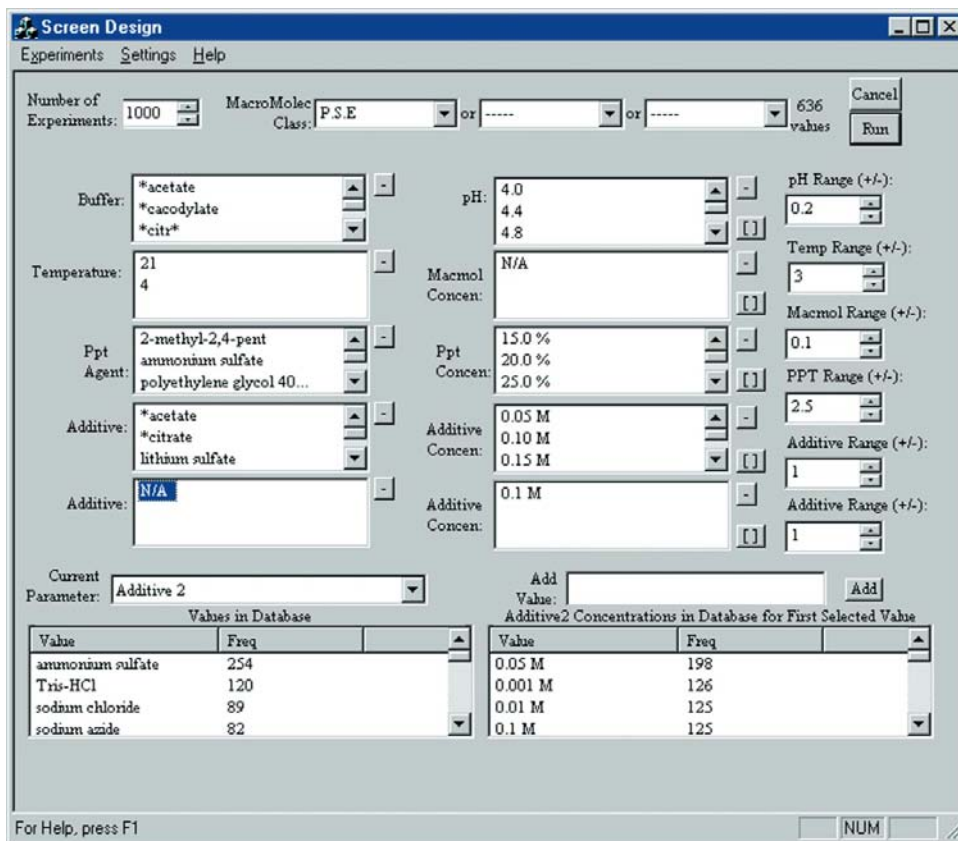 Screen Design
Experiments Settings Help
Number of Experiments: 1000 MacroMolec Class: P.S.E or ----- or ----- 636 values Cancel
Run
Buffer: *acetate
*cacodylate
*citr*
-
pH: 4.0
4.4
4.8
-
[]
pH Range (+/-):
0.2
Temperature: 21
4
-
Macmol Concen: N/A
-
[]
Temp Range (+/-):
3
Ppt Agent: 2-methyl-2,4-pent
ammonium sulfate
polyethylene glycol 40...
-
Ppt Concen: 15.0 %
20.0 %
25.0 %
-
[]
Macmol Range (+/-):
0.1
PPT Range (+/-):
2.5
Additive: *acetate
*citrate
lithium sulfate
-
Additive Concen: 0.05 M
0.10 M
0.15 M
-
[]
Additive Range (+/-):
1
Additive: N/A
-
Additive Concen: 0.1 M
-
[]
Additive Range (+/-):
1
Current Parameter: Additive 2
Add Value: Add
Values in Database
Value Freq
ammonium sulfate 254
Tris-HCl 120
sodium chloride 89
sodium azide 82
Additive2 Concentrations in Database for First Selected Value
Value Freq
0.05 M 198
0.001 M 126
0.01 M 125
0.1 M 125
For Help, press F1
NUM